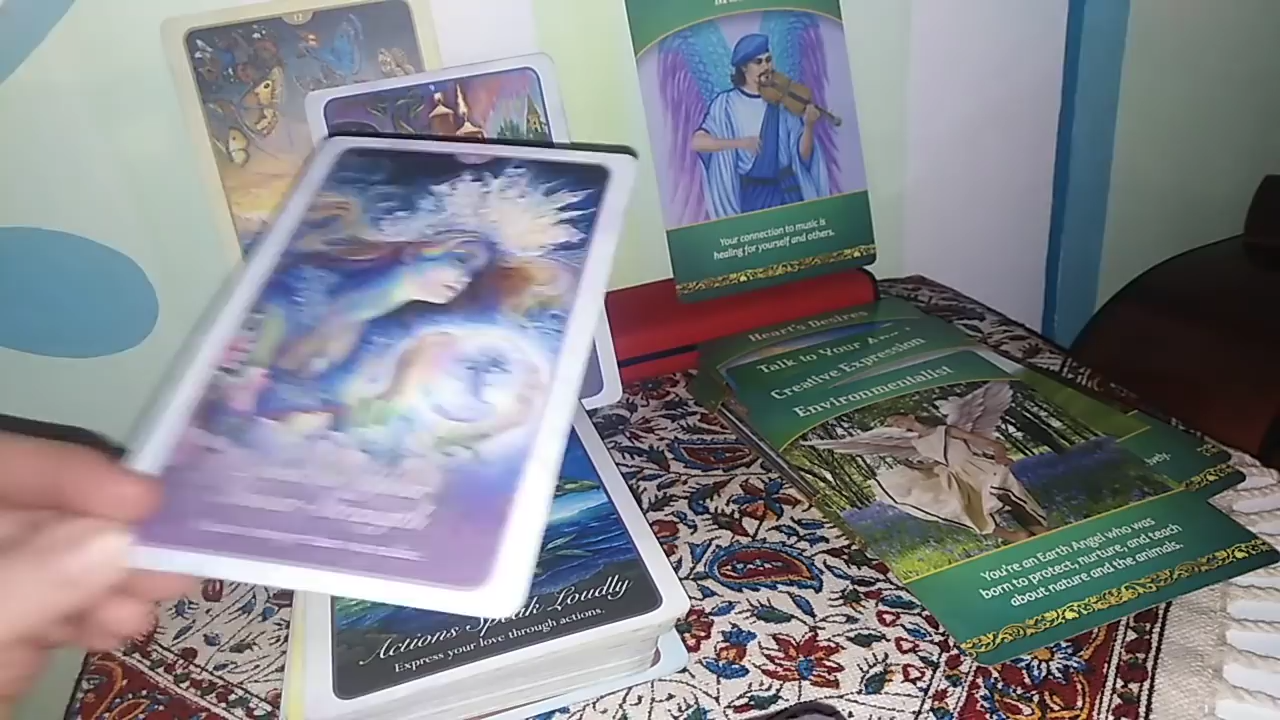 12
Your connection to music is
healing for yourself and others.
Heart's Desires
Talk to Your
Creative Expression
Environmentalist
You're an Earth Angel who was
born to protect, nurture, and teach
about nature and the animals.
Actions Speak Loudly
Express your love through actions.